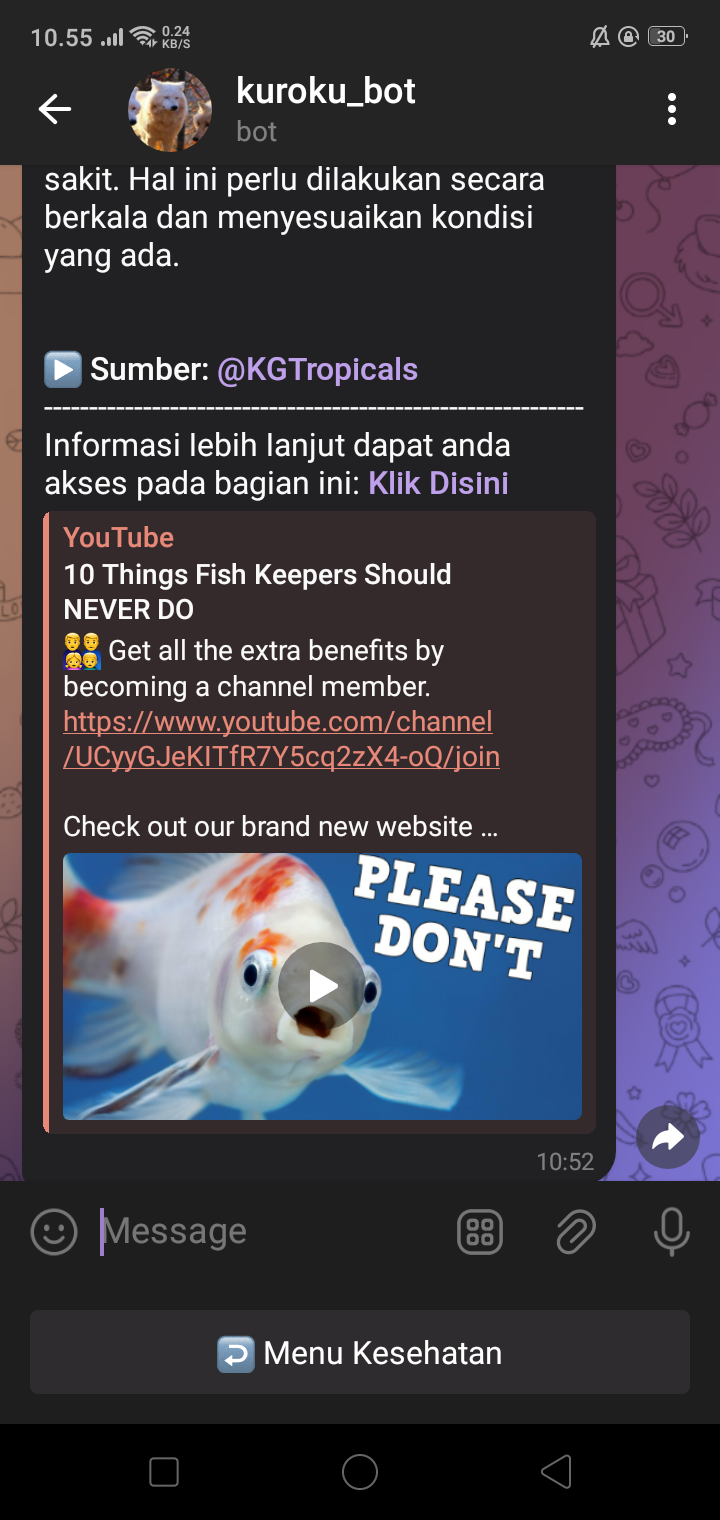 10.55
0.24
KB/S
30
kuroku_bot
bot
sakit. Hal ini perlu dilakukan secara
berkala dan menyesuaikan kondisi
yang ada.
Sumber: @KGTropicals
------------------------------------------------------------
Informasi lebih lanjut dapat anda
akses pada bagian ini: Klik Disini
YouTube
10 Things Fish Keepers Should
NEVER DO
👨‍👨‍👧‍👦 Get all the extra benefits by
becoming a channel member.
https://www.youtube.com/channel
/UCyyGJeKITfR7Y5cq2zX4-oQ/join
Check out our brand new website ...
PLEASE
DON'T
10:52
Message
Menu Kesehatan